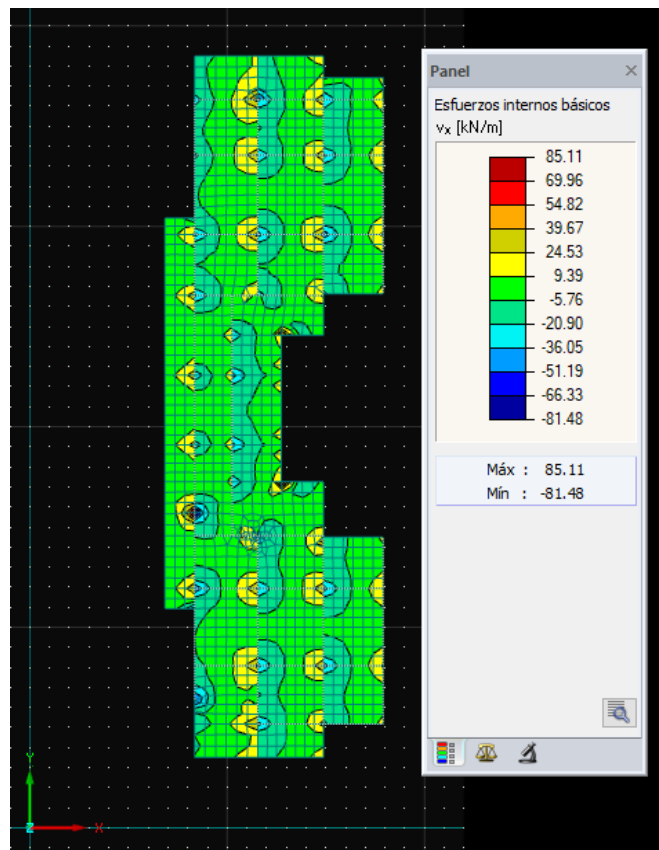 Panel
Esfuerzos internos básicos
vx [kN/m]
85.11
69.96
54.82
39.67
24.53
9.39
-5.76
-20.90
-36.05
-51.19
-66.33
-81.48
Máx : 85.11
Mín : -81.48
Y
Z X